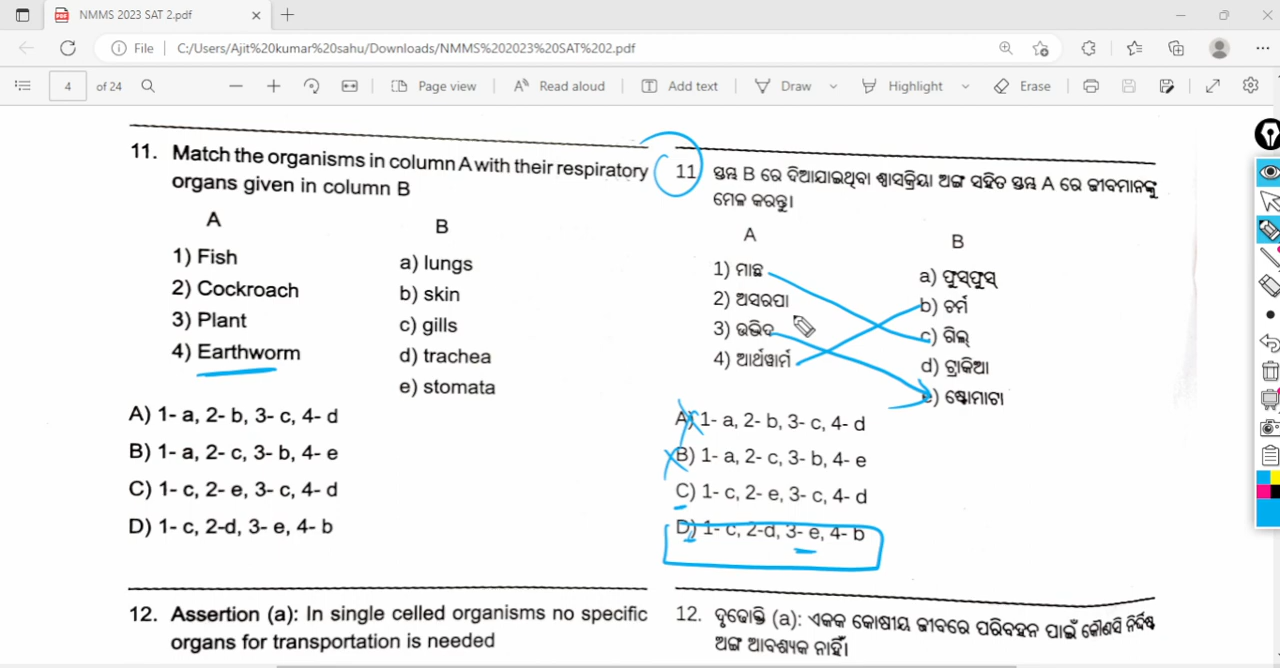 NMMS 2023 SAT 2.pdf
File C:/Users/Ajit%20kumar%20sahu/Downloads/NMMS%202023%20SAT%202.pdf
4 of 24 Page view Read aloud Add text Draw Highlight Erase
11. Match the organisms in column A with their respiratory
organs given in column B
A
B
1) Fish
a) lungs
2) Cockroach
b) skin
3) Plant
c) gills
4) Earthworm
d) trachea
e) stomata
A) 1- a, 2- b, 3- c, 4- d
B) 1- a, 2- c, 3- b, 4- e
C) 1- c, 2- e, 3- c, 4- d
D) 1- c, 2-d, 3- e, 4- b
12. Assertion (a): In single celled organisms no specific
organs for transportation is needed
11 ସ୍ତମ୍ଭ B ରେ ଦିଆଯାଇଥିବା ଶ୍ୱାସକ୍ରିୟା ଅଙ୍ଗ ସହିତ ସ୍ତମ୍ଭ A ରେ ଜୀବମାନଙ୍କୁ
ମେଳ କରନ୍ତୁ।
A
B
1) ମାଛ
a) ଫୁସ୍‌ଫୁସ୍
2) ଅସରପା
b) ଚର୍ମ
3) ଉଦ୍ଭିଦ
c) ଗିଲ୍
4) ଆର୍ଥୱାର୍ମ
d) ଟ୍ରାକିଆ
e) ଷ୍ଟୋମାଟା
A) 1- a, 2- b, 3- c, 4- d
B) 1- a, 2- c, 3- b, 4- e
C) 1- c, 2- e, 3- c, 4- d
D) 1- c, 2-d, 3- e, 4- b
12. ଦୃଢୋକ୍ତି (a): ଏକକ କୋଷୀୟ ଜୀବରେ ପରିବହନ ପାଇଁ କୌଣସି ନିର୍ଦ୍ଦିଷ୍ଟ
ଅଙ୍ଗ ଆବଶ୍ୟକ ନାହିଁ।